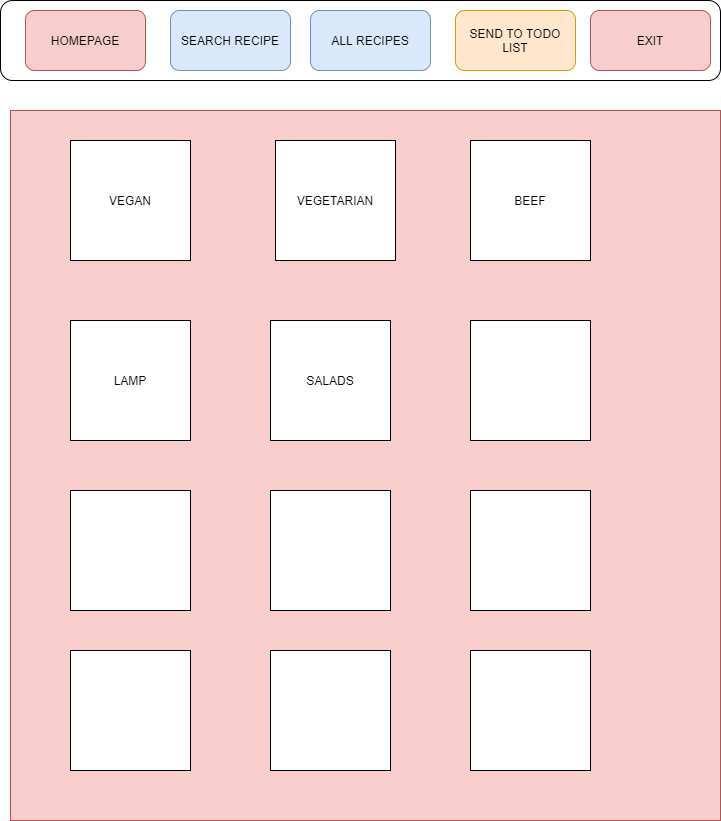 HOMEPAGE
SEARCH RECIPE
ALL RECIPES
SEND TO TODO
LIST
EXIT
VEGAN
VEGETARIAN
BEEF
LAMP
SALADS